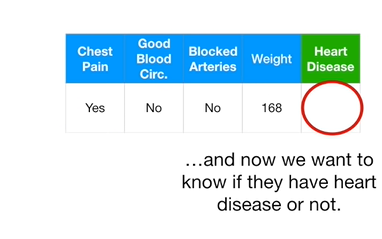 Chest Pain Good Blood Circ. Blocked Arteries Weight Heart Disease
Yes No No 168
...and now we want to
know if they have heart
disease or not.